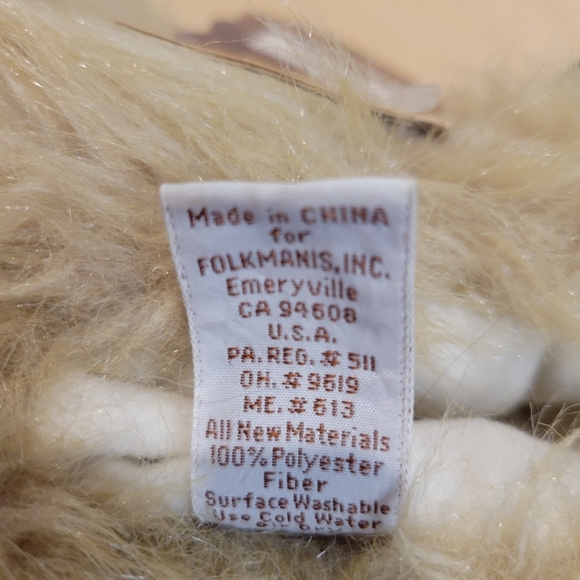 Made in CHINA
for
FOLKMANIS, INC.
Emeryville
CA 94608
U.S.A.
PA. REG. # 511
OH. # 9619
ME. # 613
All New Materials
100% Polyester
Fiber
Surface Washable
Use Cold Water